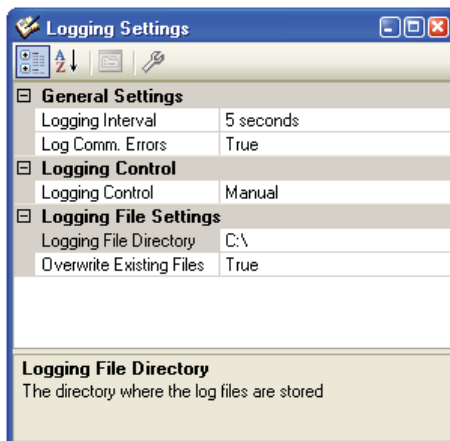 Logging Settings
General Settings
Logging Interval 5 seconds
Log Comm. Errors True
Logging Control
Logging Control Manual
Logging File Settings
Logging File Directory C:\
Overwrite Existing Files True
Logging File Directory
The directory where the log files are stored